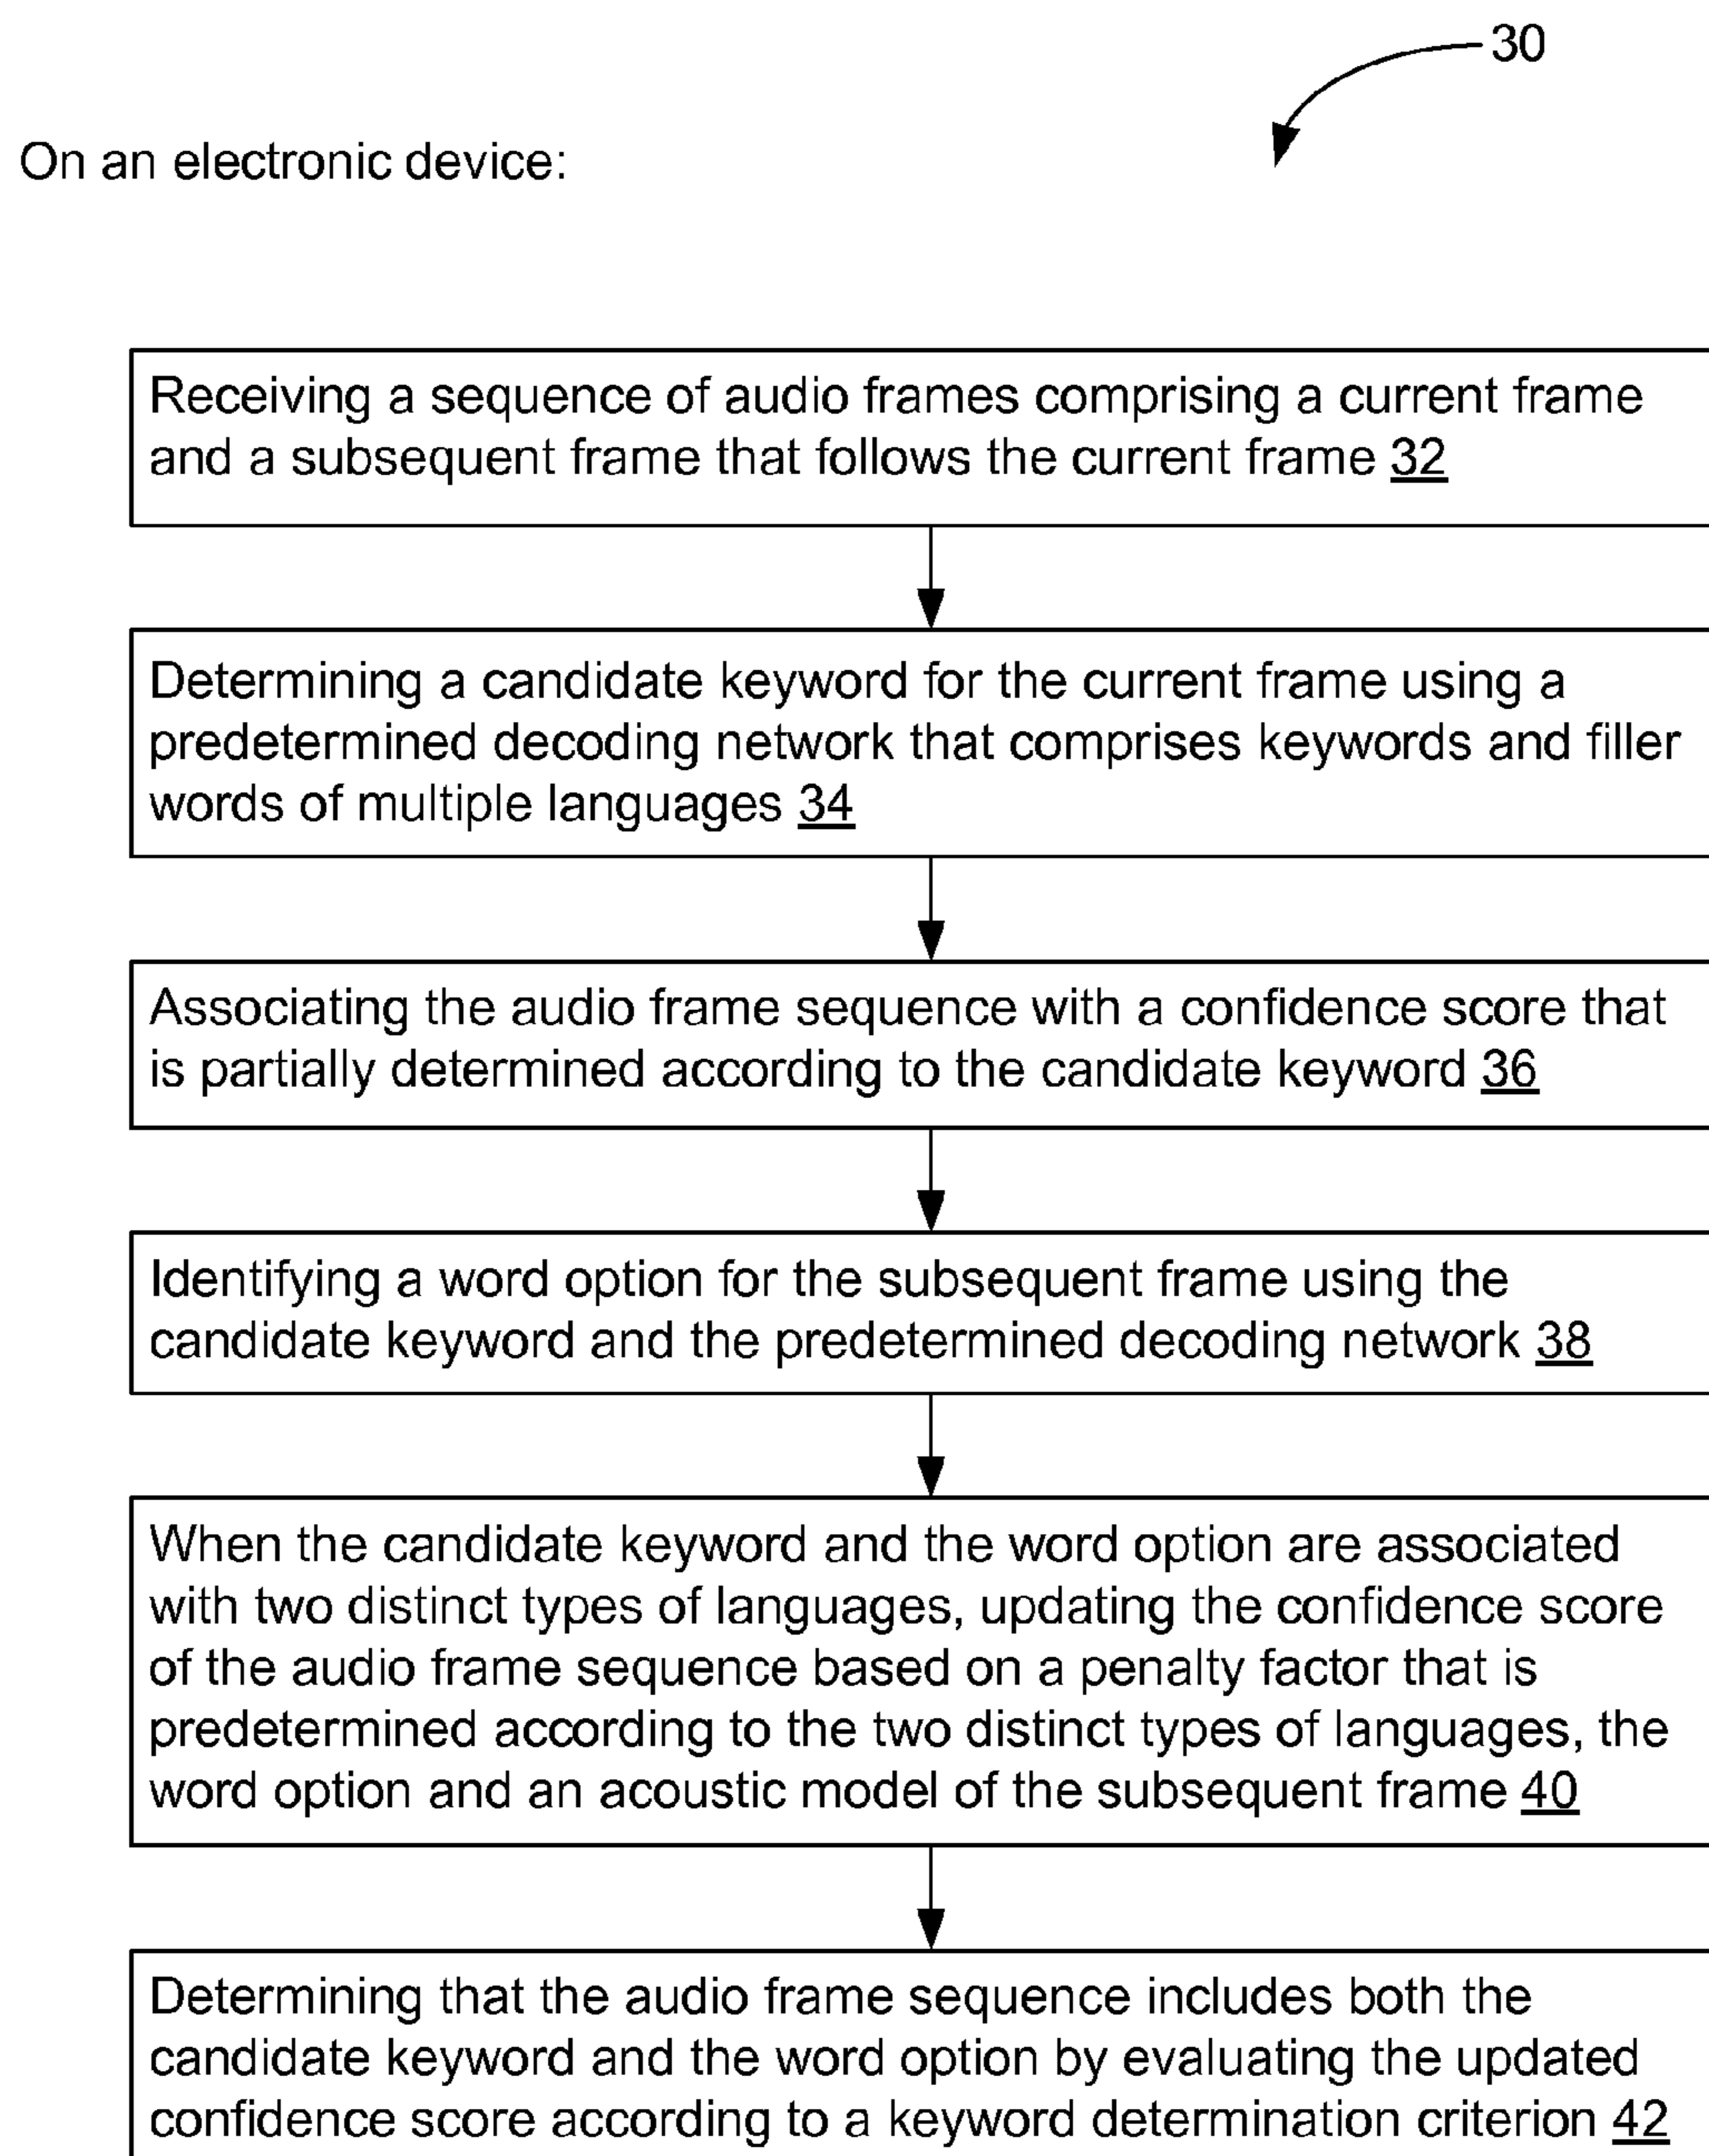 30
On an electronic device:
Receiving a sequence of audio frames comprising a current frame
and a subsequent frame that follows the current frame 32
Determining a candidate keyword for the current frame using a
predetermined decoding network that comprises keywords and filler
words of multiple languages 34
Associating the audio frame sequence with a confidence score that
is partially determined according to the candidate keyword 36
Identifying a word option for the subsequent frame using the
candidate keyword and the predetermined decoding network 38
When the candidate keyword and the word option are associated
with two distinct types of languages, updating the confidence score
of the audio frame sequence based on a penalty factor that is
predetermined according to the two distinct types of languages, the
word option and an acoustic model of the subsequent frame 40
Determining that the audio frame sequence includes both the
candidate keyword and the word option by evaluating the updated
confidence score according to a keyword determination criterion 42